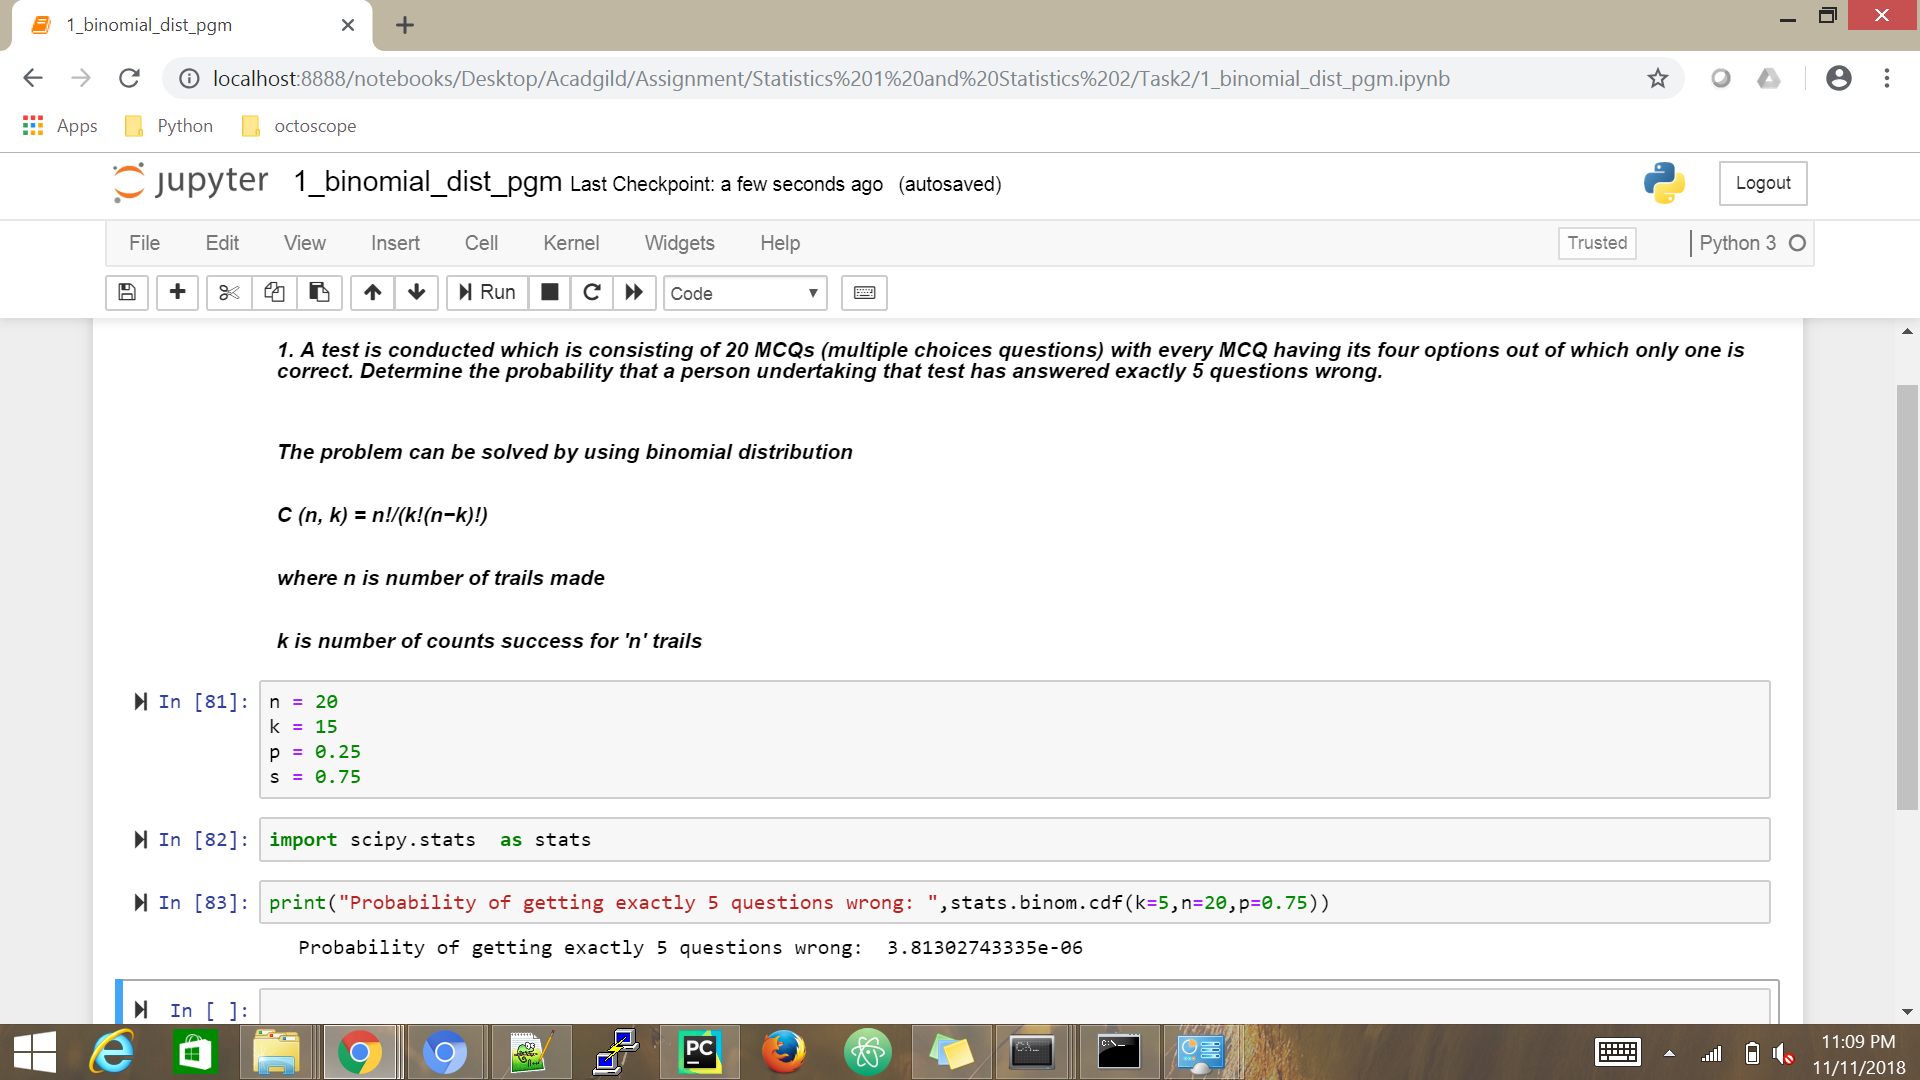 1_binomial_dist_pgm
localhost:8888/notebooks/Desktop/Acadgild/Assignment/Statistics%201%20and%20Statistics%202/Task2/1_binomial_dist_pgm.ipynb
Apps Python octoscope
jupyter 1_binomial_dist_pgm Last Checkpoint: a few seconds ago (autosaved) Logout
File Edit View Insert Cell Kernel Widgets Help Trusted Python 3
Run Code
1. A test is conducted which is consisting of 20 MCQs (multiple choices questions) with every MCQ having its four options out of which only one is
correct. Determine the probability that a person undertaking that test has answered exactly 5 questions wrong.
The problem can be solved by using binomial distribution
C (n, k) = n!/(k!(n−k)!)
where n is number of trails made
k is number of counts success for 'n' trails
In [81]: n = 20
k = 15
p = 0.25
s = 0.75
In [82]: import scipy.stats  as stats
In [83]: print("Probability of getting exactly 5 questions wrong: ",stats.binom.cdf(k=5,n=20,p=0.75))
Probability of getting exactly 5 questions wrong:  3.81302743335e-06
In [ ]:
PC
C:\_
11:09 PM
11/11/2018